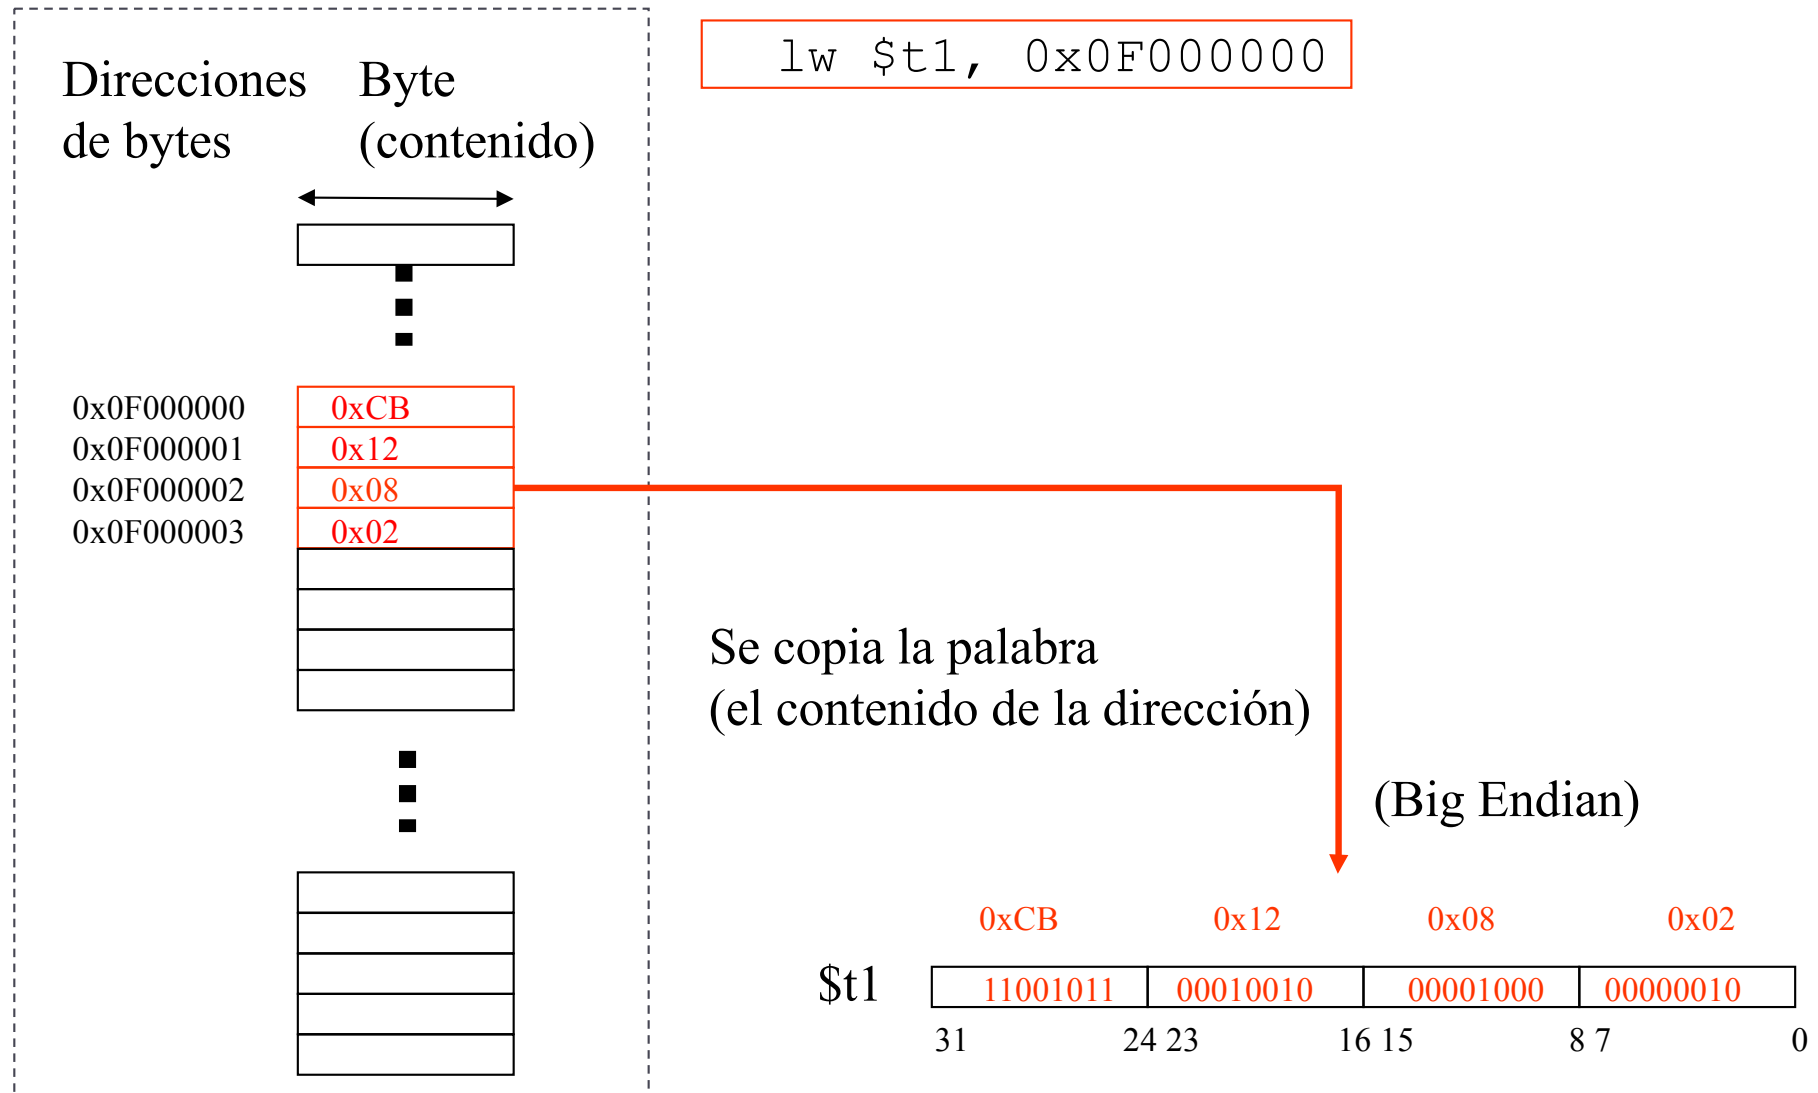 lw $t1, 0x0F000000
Direcciones
de bytes
Byte
(contenido)
0x0F000000 0xCB
0x0F000001 0x12
0x0F000002 0x08
0x0F000003 0x02
Se copia la palabra
(el contenido de la dirección)
(Big Endian)
0xCB 0x12 0x08 0x02
$t1 11001011 00010010 00001000 00000010
31 24 23 16 15 8 7 0